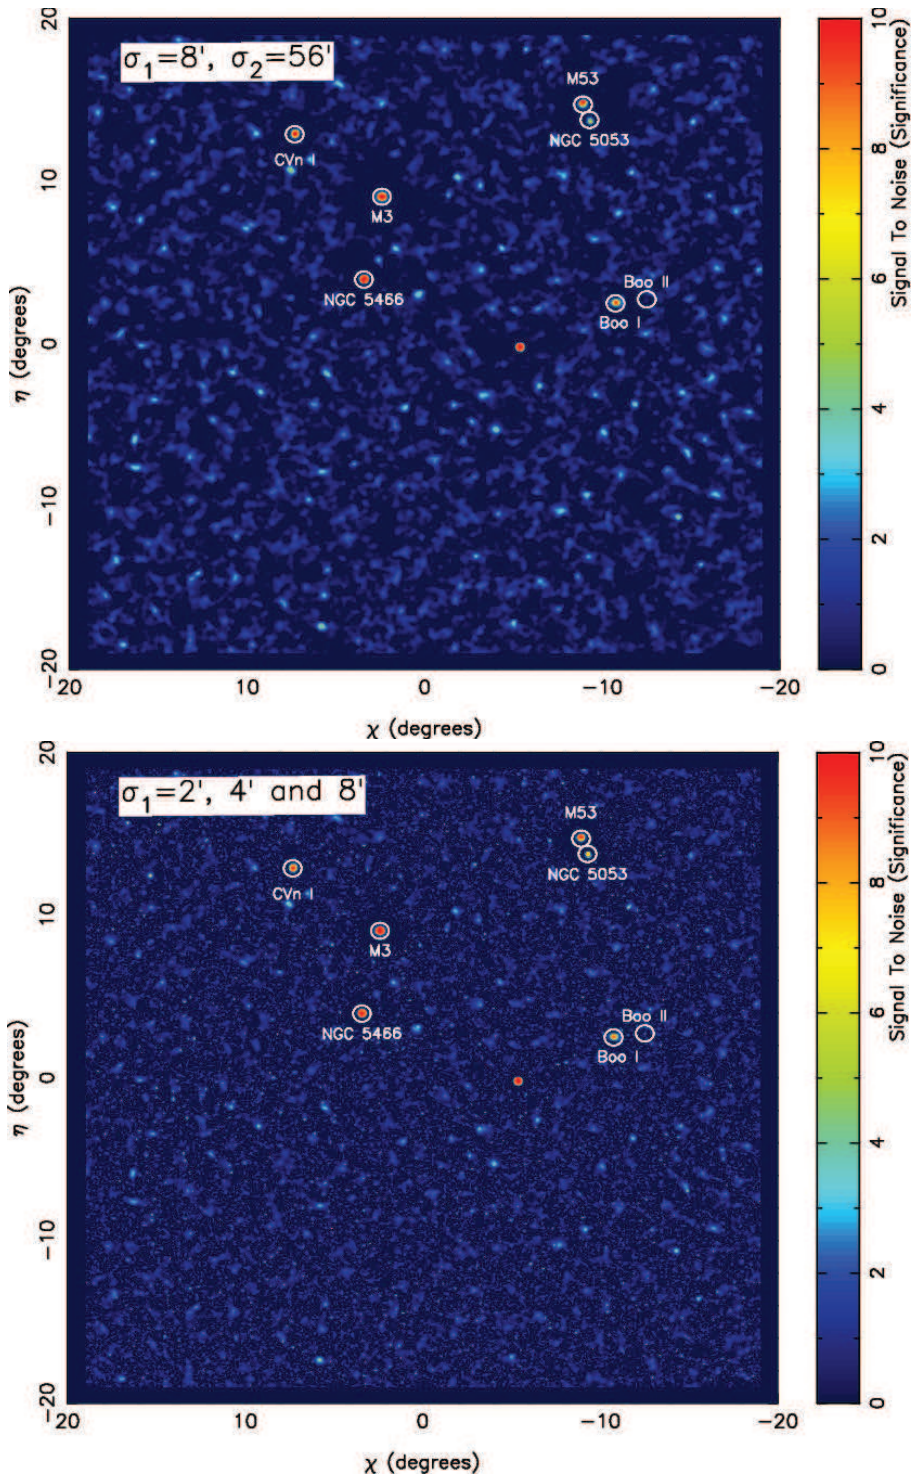 σ1=8', σ2=56'
M53
NGC 5053
CVn I
M3
NGC 5466
Boo II
Boo I
20
10
0
−10
−20
η (degrees)
20 10 0 −10 −20
χ (degrees)
10
8
6
4
2
0
Signal To Noise (Significance)
σ1=2', 4' and 8'
M53
NGC 5053
CVn I
M3
NGC 5466
Boo II
Boo I
20
10
0
−10
−20
η (degrees)
20 10 0 −10 −20
χ (degrees)
10
8
6
4
2
0
Signal To Noise (Significance)